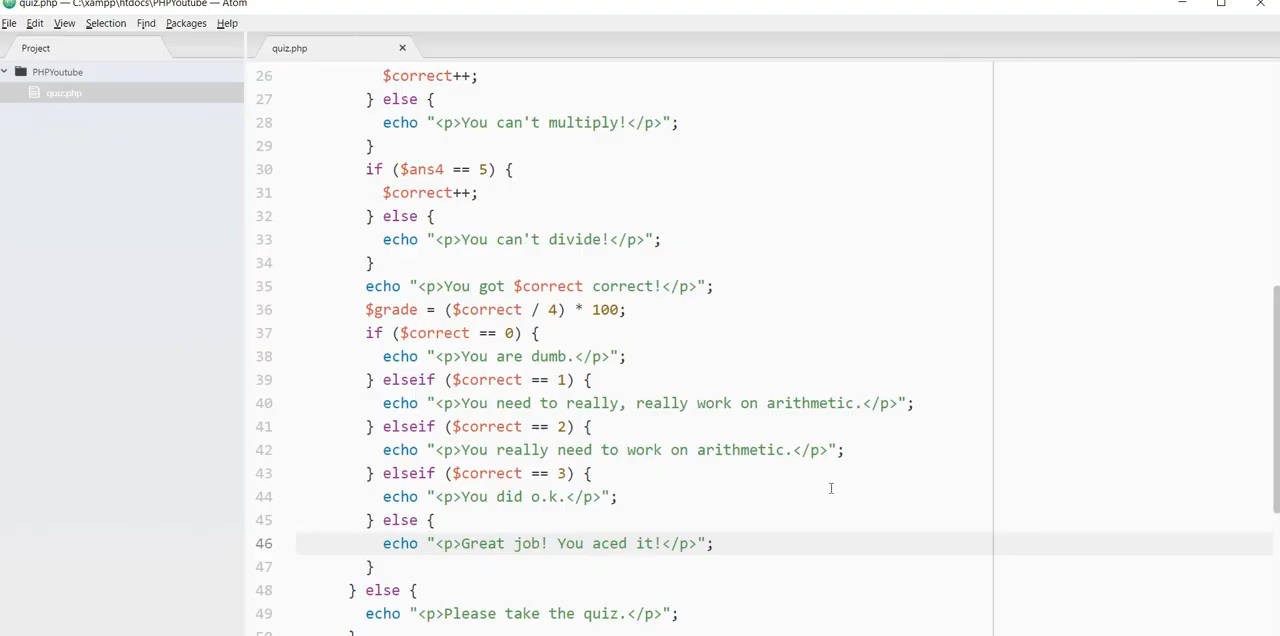 quiz.php — C:\xampp\htdocs\PHPYoutube — Atom
File Edit View Selection Find Packages Help
Project
quiz.php ×
PHPYoutube
quiz.php
26 $correct++;
27 } else {
28 echo "<p>You can't multiply!</p>";
29 }
30 if ($ans4 == 5) {
31 $correct++;
32 } else {
33 echo "<p>You can't divide!</p>";
34 }
35 echo "<p>You got $correct correct!</p>";
36 $grade = ($correct / 4) * 100;
37 if ($correct == 0) {
38 echo "<p>You are dumb.</p>";
39 } elseif ($correct == 1) {
40 echo "<p>You need to really, really work on arithmetic.</p>";
41 } elseif ($correct == 2) {
42 echo "<p>You really need to work on arithmetic.</p>";
43 } elseif ($correct == 3) {
44 echo "<p>You did o.k.</p>";
45 } else {
46 echo "<p>Great job! You aced it!</p>";
47 }
48 } else {
49 echo "<p>Please take the quiz.</p>";